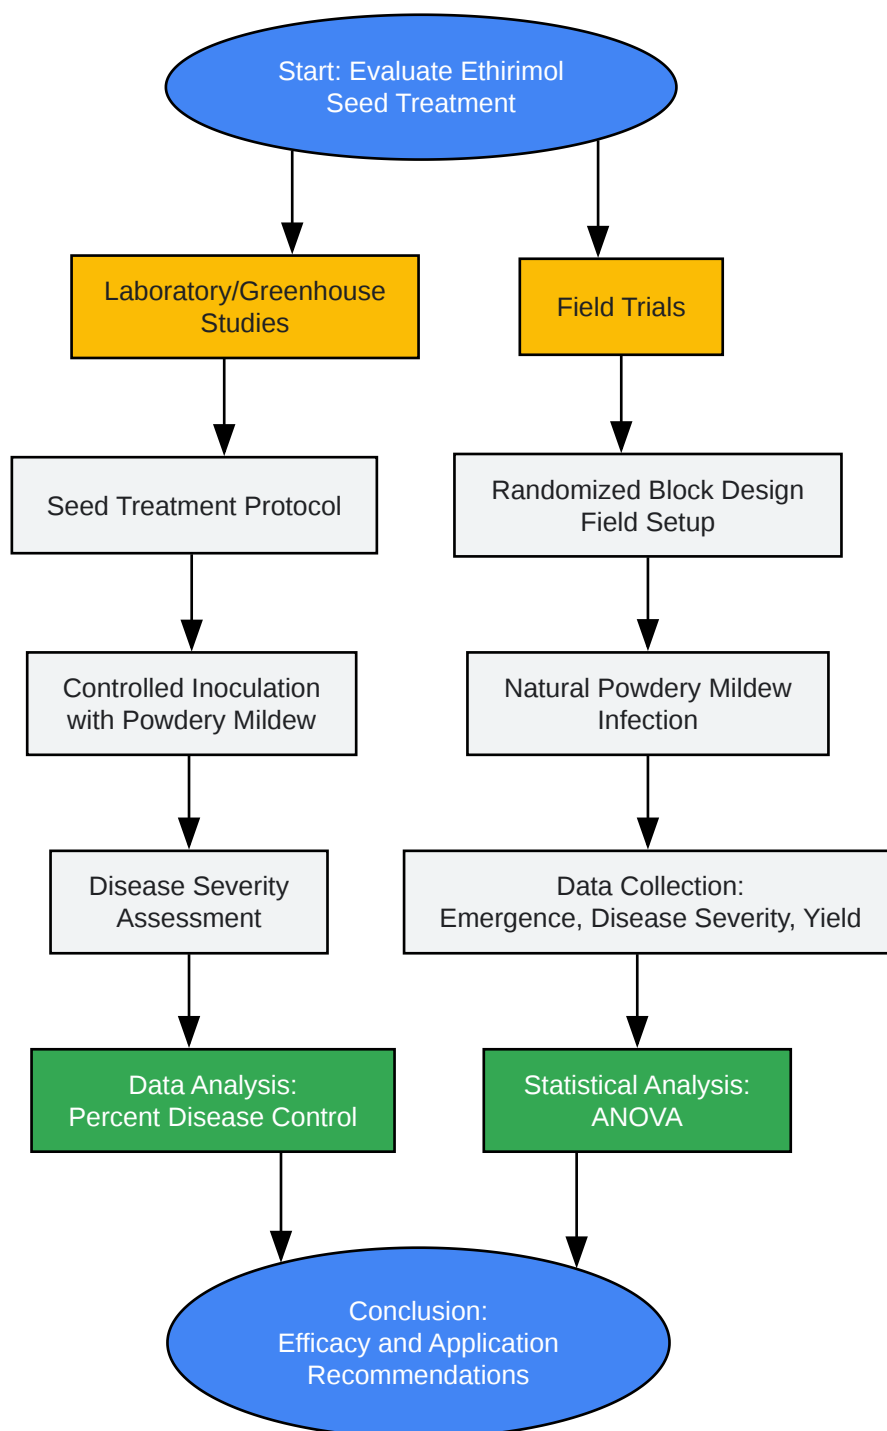 Start: Evaluate Ethirimol
Seed Treatment
Laboratory/Greenhouse
Studies
Field Trials
Seed Treatment Protocol
Randomized Block Design
Field Setup
Controlled Inoculation
with Powdery Mildew
Natural Powdery Mildew
Infection
Disease Severity
Assessment
Data Collection:
Emergence, Disease Severity, Yield
Data Analysis:
Percent Disease Control
Statistical Analysis:
ANOVA
Conclusion:
Efficacy and Application
Recommendations